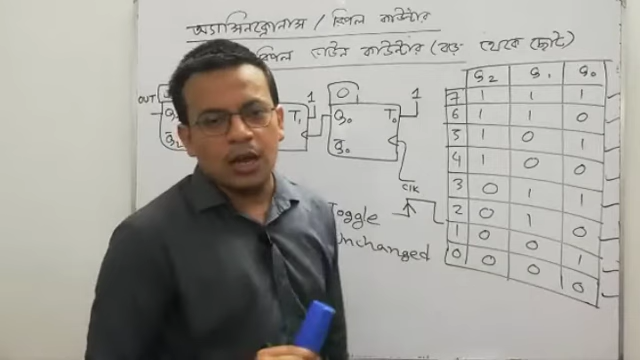 অ্যাসিনক্রোনাস / রিপল কাউন্টার
রিপল ডাউন কাউন্টার (বড় থেকে ছোট)
OUT
T₁ 1
0
Q₀ T₀ 1
Q̅₀
Clk
Toggle
Unchanged
Q₂ Q₁ Q₀
7 1 1 1
6 1 1 0
5 1 0 1
4 1 0 0
3 0 1 1
2 0 1 0
1 0 0 1
0 0 0 0